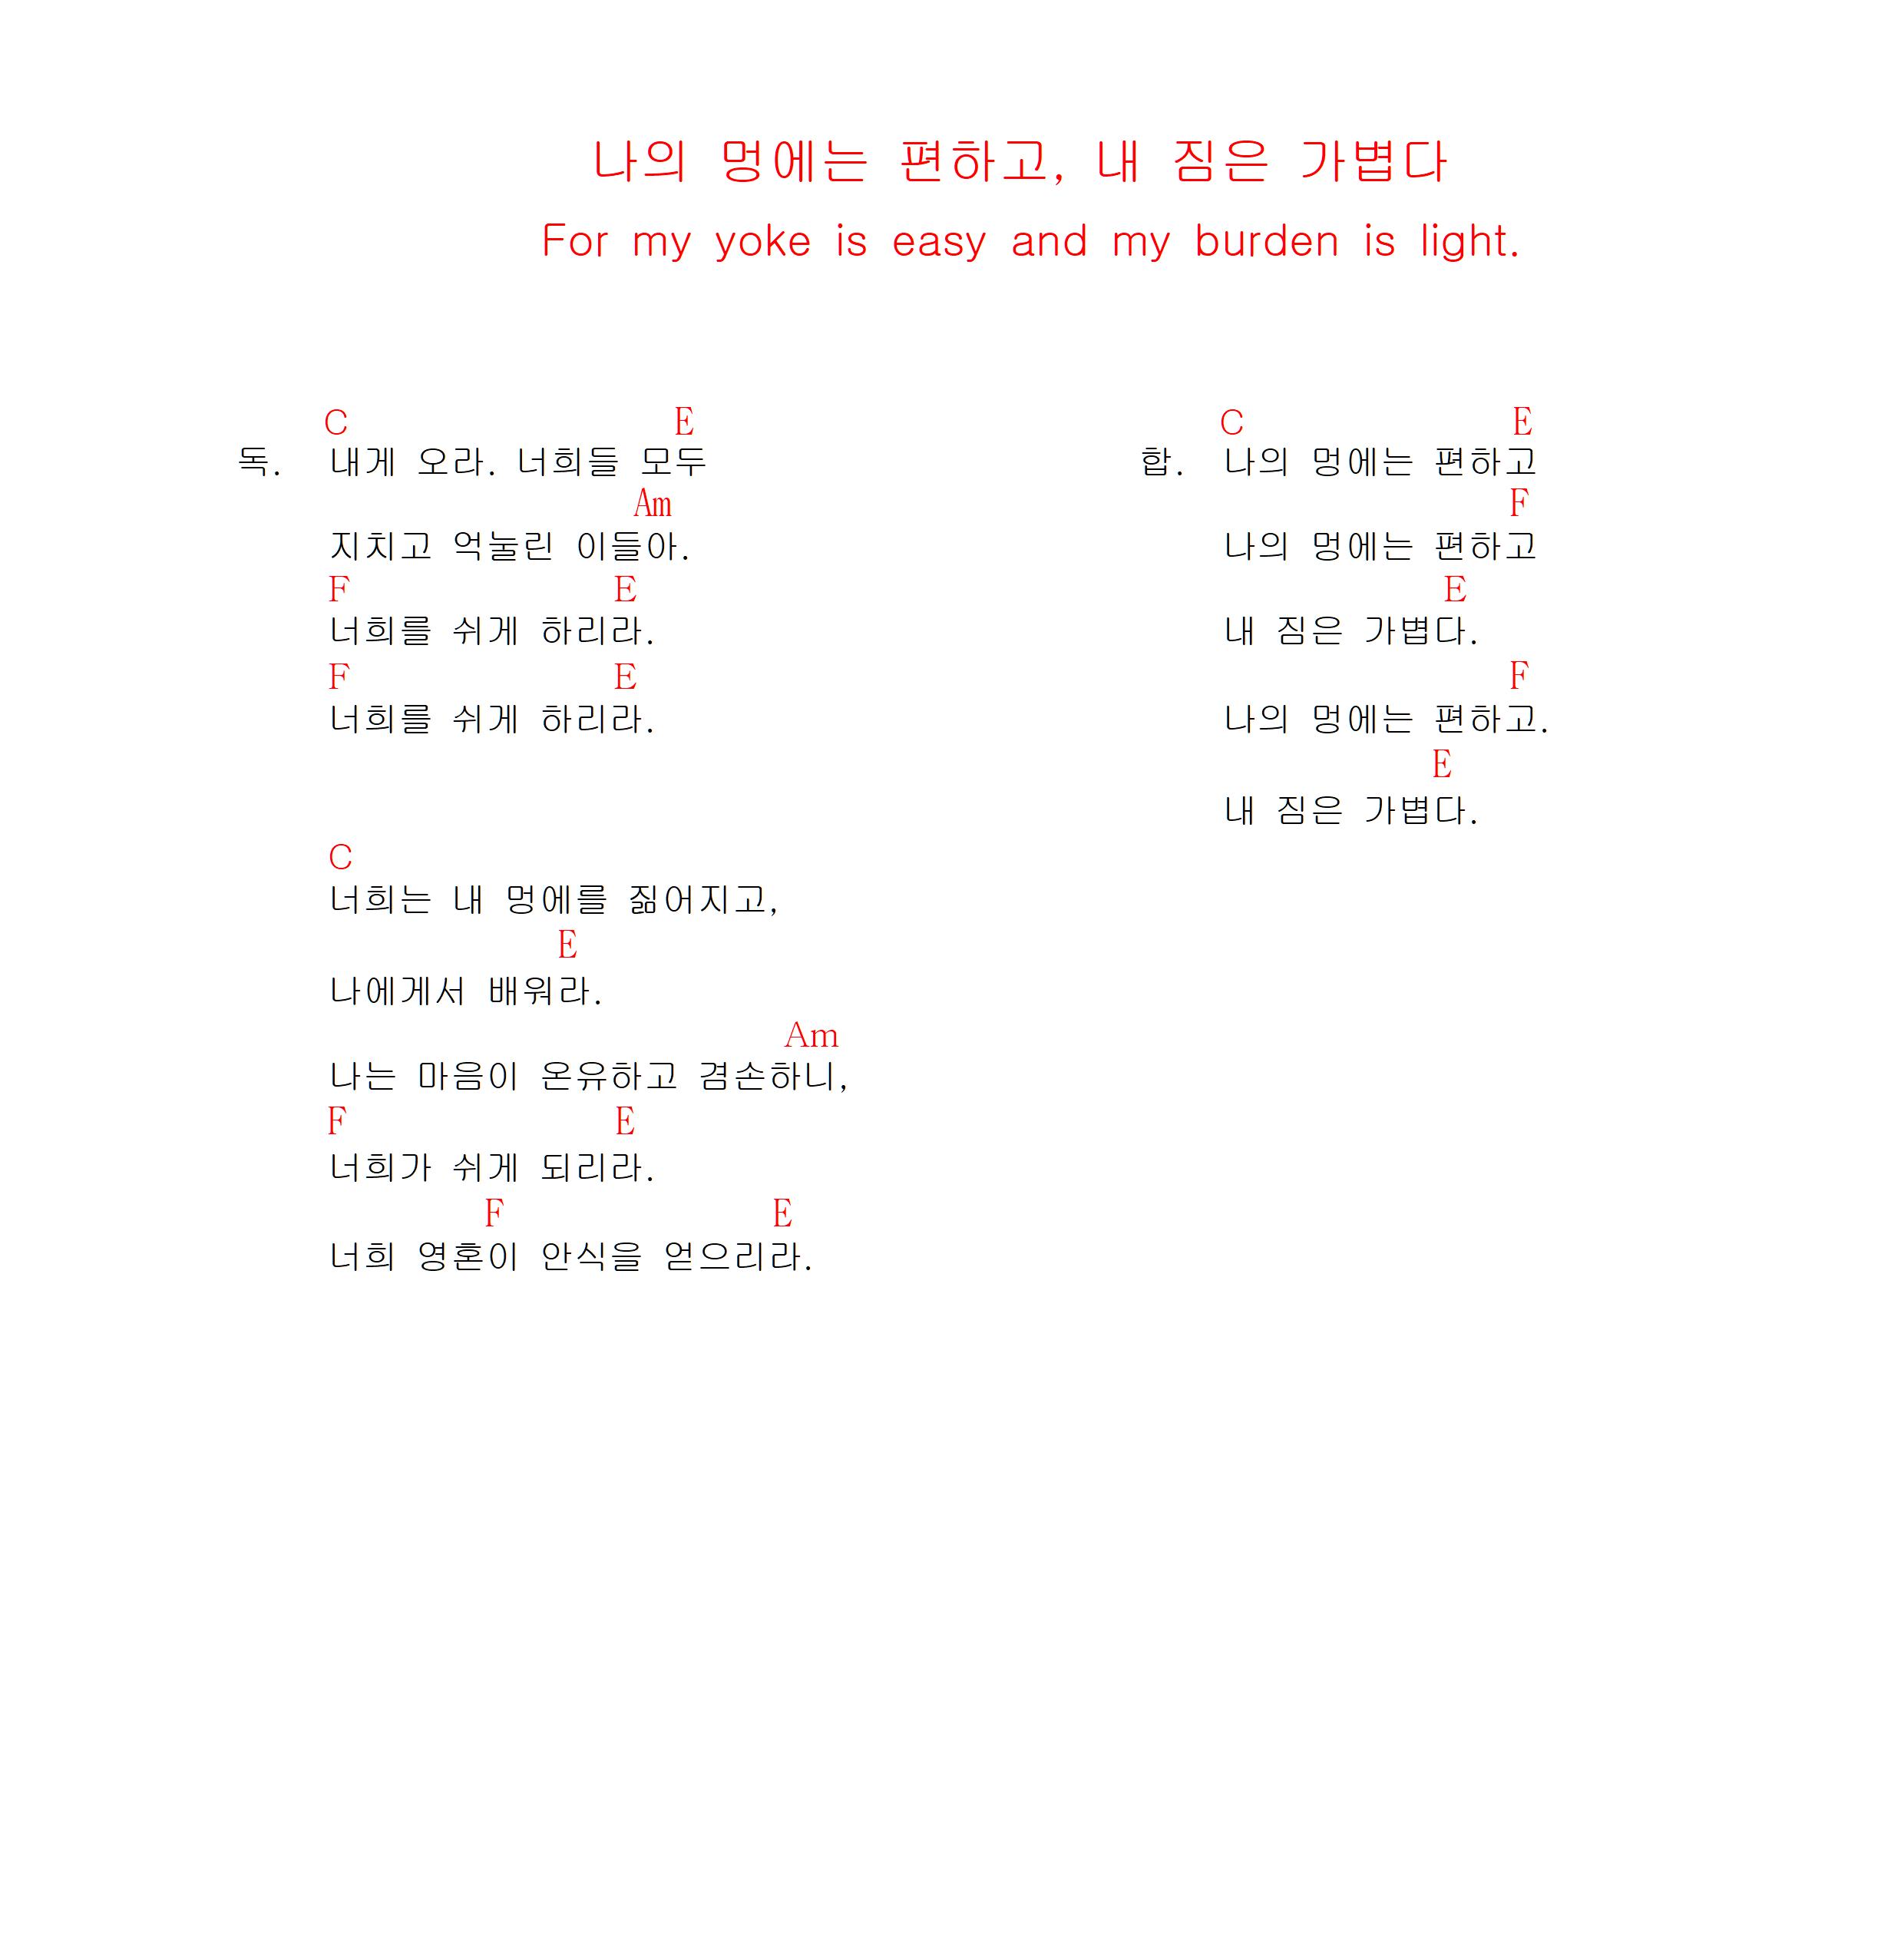 나의 멍에는 편하고, 내 짐은 가볍다
For my yoke is easy and my burden is light.
C E
독. 내게 오라. 너희들 모두
Am
지치고 억눌린 이들아.
F E
너희를 쉬게 하리라.
F E
너희를 쉬게 하리라.
C
너희는 내 멍에를 짊어지고,
E
나에게서 배워라.
Am
나는 마음이 온유하고 겸손하니,
F E
너희가 쉬게 되리라.
F E
너희 영혼이 안식을 얻으리라.
C E
합. 나의 멍에는 편하고
F
나의 멍에는 편하고
E
내 짐은 가볍다.
F
나의 멍에는 편하고.
E
내 짐은 가볍다.